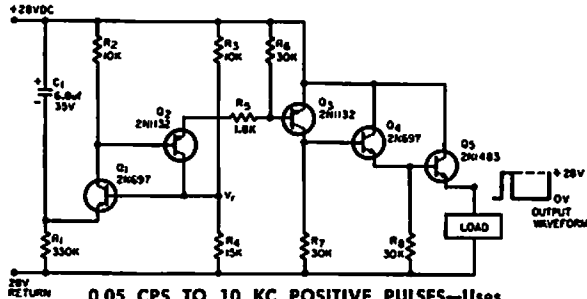 +28VDC
R2
10K
R3
10K
R6
30K
C1
6.8uf
35V
Q2
2N1132
R5
1.8K
Q3
2N1132
Q4
2N697
Q5
2N1483
Q1
2N697
Vr
+28V
0V
OUTPUT
WAVEFORM
LOAD
R1
330K
R4
15K
R7
30K
R8
30K
28V
RETURN
0.05 CPS TO 10 KC POSITIVE PULSES—Uses